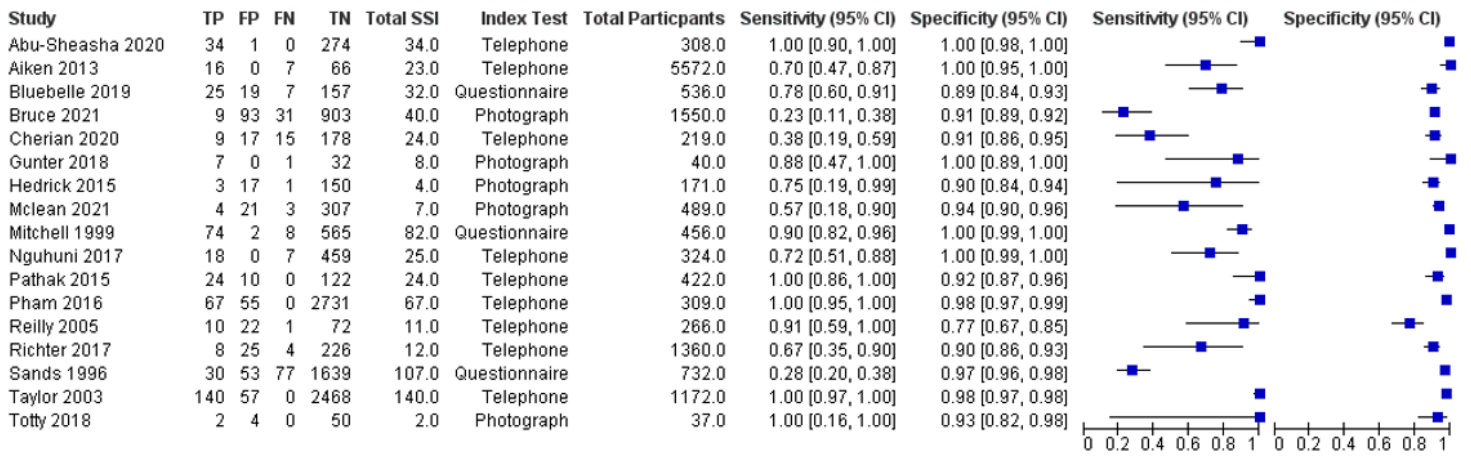 Study TP FP FN TN Total SSI Index Test Total Particpants Sensitivity (95% CI) Specificity (95% CI) Sensitivity (95% CI) Specificity (95% CI)
Abu-Sheasha 2020 34 1 0 274 34.0 Telephone 308.0 1.00 [0.90, 1.00] 1.00 [0.98, 1.00]
Aiken 2013 16 0 7 66 23.0 Telephone 5572.0 0.70 [0.47, 0.87] 1.00 [0.95, 1.00]
Bluebelle 2019 25 19 7 157 32.0 Questionnaire 536.0 0.78 [0.60, 0.91] 0.89 [0.84, 0.93]
Bruce 2021 9 93 31 903 40.0 Photograph 1550.0 0.23 [0.11, 0.38] 0.91 [0.89, 0.92]
Cherian 2020 9 17 15 178 24.0 Telephone 219.0 0.38 [0.19, 0.59] 0.91 [0.86, 0.95]
Gunter 2018 7 0 1 32 8.0 Photograph 40.0 0.88 [0.47, 1.00] 1.00 [0.89, 1.00]
Hedrick 2015 3 17 1 150 4.0 Photograph 171.0 0.75 [0.19, 0.99] 0.90 [0.84, 0.94]
Mclean 2021 4 21 3 307 7.0 Photograph 489.0 0.57 [0.18, 0.90] 0.94 [0.90, 0.96]
Mitchell 1999 74 2 8 565 82.0 Questionnaire 456.0 0.90 [0.82, 0.96] 1.00 [0.99, 1.00]
Nguhuni 2017 18 0 7 459 25.0 Telephone 324.0 0.72 [0.51, 0.88] 1.00 [0.99, 1.00]
Pathak 2015 24 10 0 122 24.0 Telephone 422.0 1.00 [0.86, 1.00] 0.92 [0.87, 0.96]
Pham 2016 67 55 0 2731 67.0 Telephone 309.0 1.00 [0.95, 1.00] 0.98 [0.97, 0.99]
Reilly 2005 10 22 1 72 11.0 Telephone 266.0 0.91 [0.59, 1.00] 0.77 [0.67, 0.85]
Richter 2017 8 25 4 226 12.0 Telephone 1360.0 0.67 [0.35, 0.90] 0.90 [0.86, 0.93]
Sands 1996 30 53 77 1639 107.0 Questionnaire 732.0 0.28 [0.20, 0.38] 0.97 [0.96, 0.98]
Taylor 2003 140 57 0 2468 140.0 Telephone 1172.0 1.00 [0.97, 1.00] 0.98 [0.97, 0.98]
Totty 2018 2 4 0 50 2.0 Photograph 37.0 1.00 [0.16, 1.00] 0.93 [0.82, 0.98]
0 0.2 0.4 0.6 0.8 1 0 0.2 0.4 0.6 0.8 1